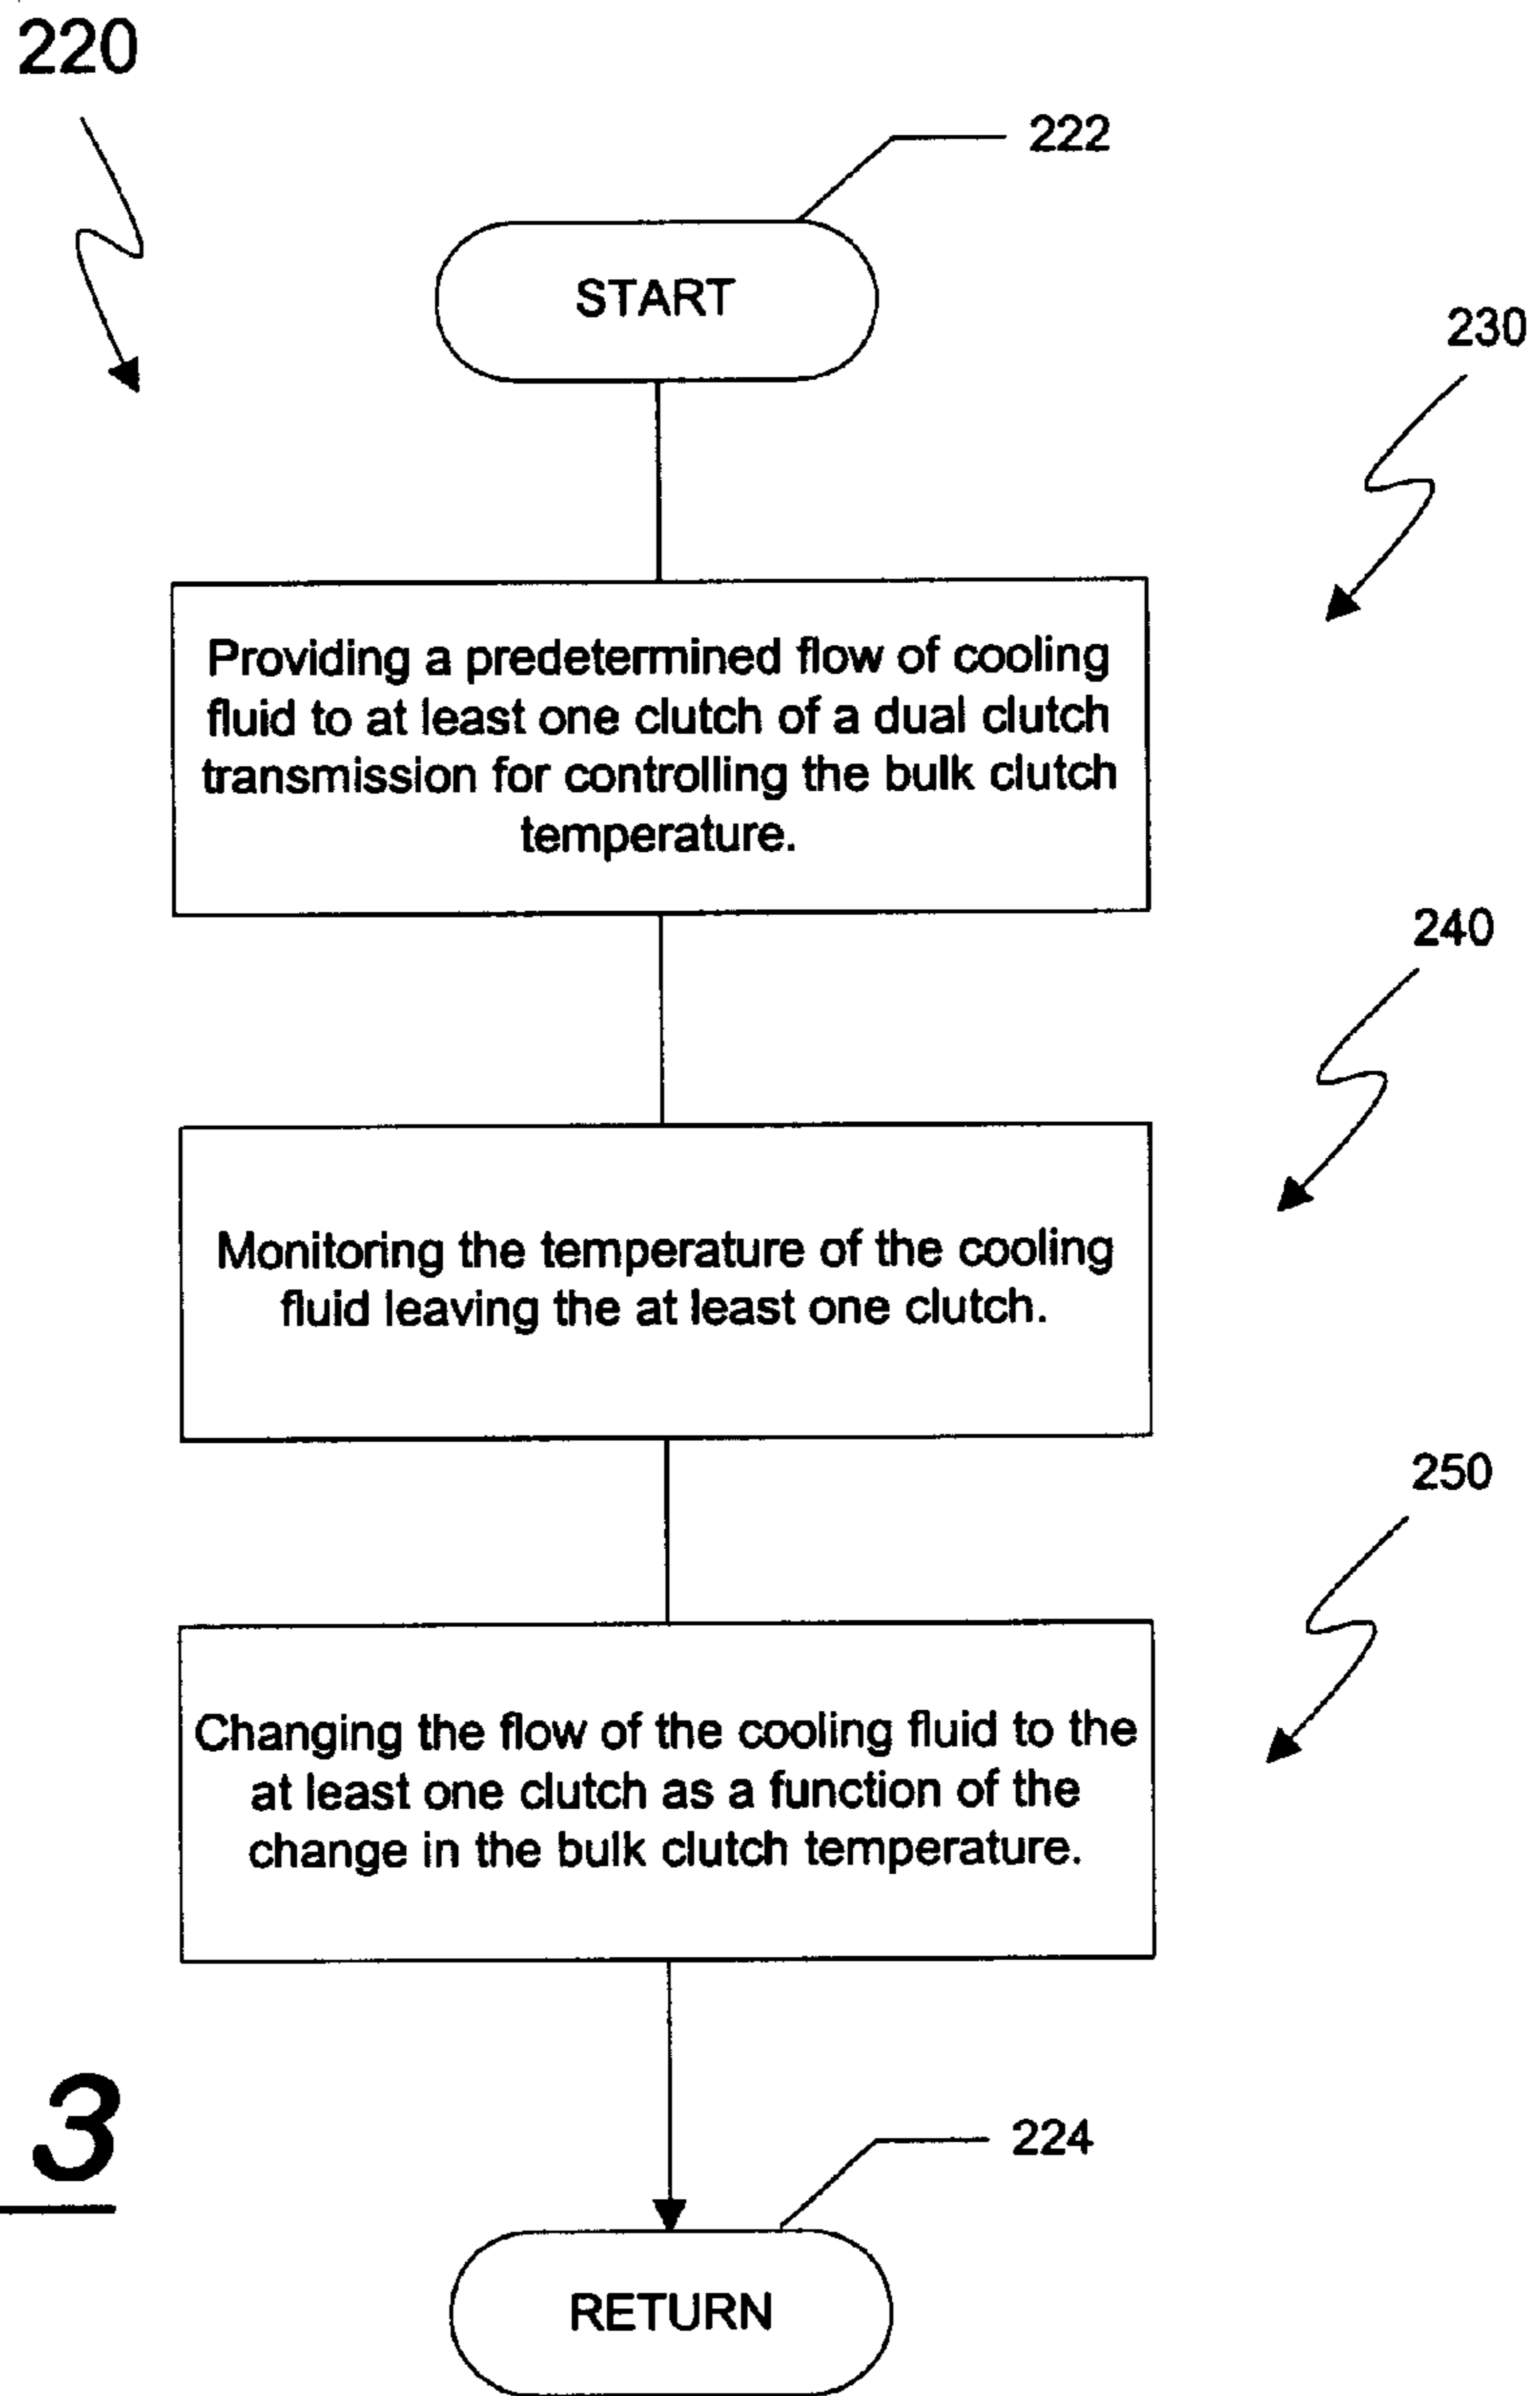 220
222
START
230
Providing a predetermined flow of cooling
fluid to at least one clutch of a dual clutch
transmission for controlling the bulk clutch
temperature.
240
Monitoring the temperature of the cooling
fluid leaving the at least one clutch.
250
Changing the flow of the cooling fluid to the
at least one clutch as a function of the
change in the bulk clutch temperature.
3
224
RETURN